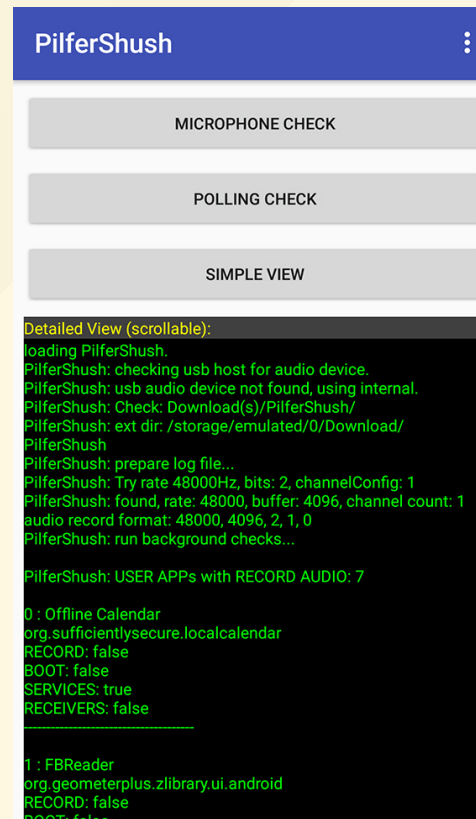 PilferShush
MICROPHONE CHECK
POLLING CHECK
SIMPLE VIEW
Detailed View (scrollable):
loading PilferShush.
PilferShush: checking usb host for audio device.
PilferShush: usb audio device not found, using internal.
PilferShush: Check: Download(s)/PilferShush/
PilferShush: ext dir: /storage/emulated/0/Download/
PilferShush
PilferShush: prepare log file...
PilferShush: Try rate 48000Hz, bits: 2, channelConfig: 1
PilferShush: found, rate: 48000, buffer: 4096, channel count: 1
audio record format: 48000, 4096, 2, 1, 0
PilferShush: run background checks...
PilferShush: USER APPs with RECORD AUDIO: 7
0 : Offline Calendar
org.sufficientlysecure.localcalendar
RECORD: false
BOOT: false
SERVICES: true
RECEIVERS: false
--------------------------------------
1 : FBReader
org.geometerplus.zlibrary.ui.android
RECORD: false
BOOT: false